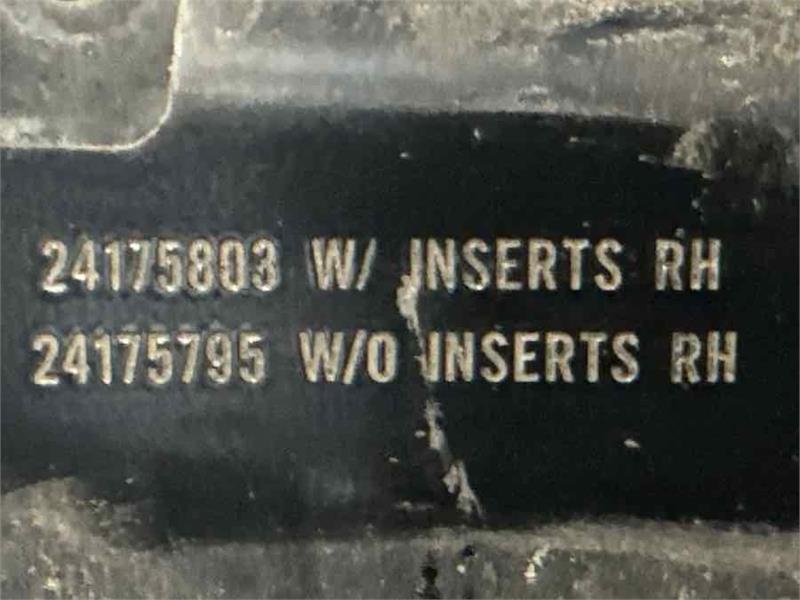 24175803 W/ INSERTS RH
24175795 W/O INSERTS RH